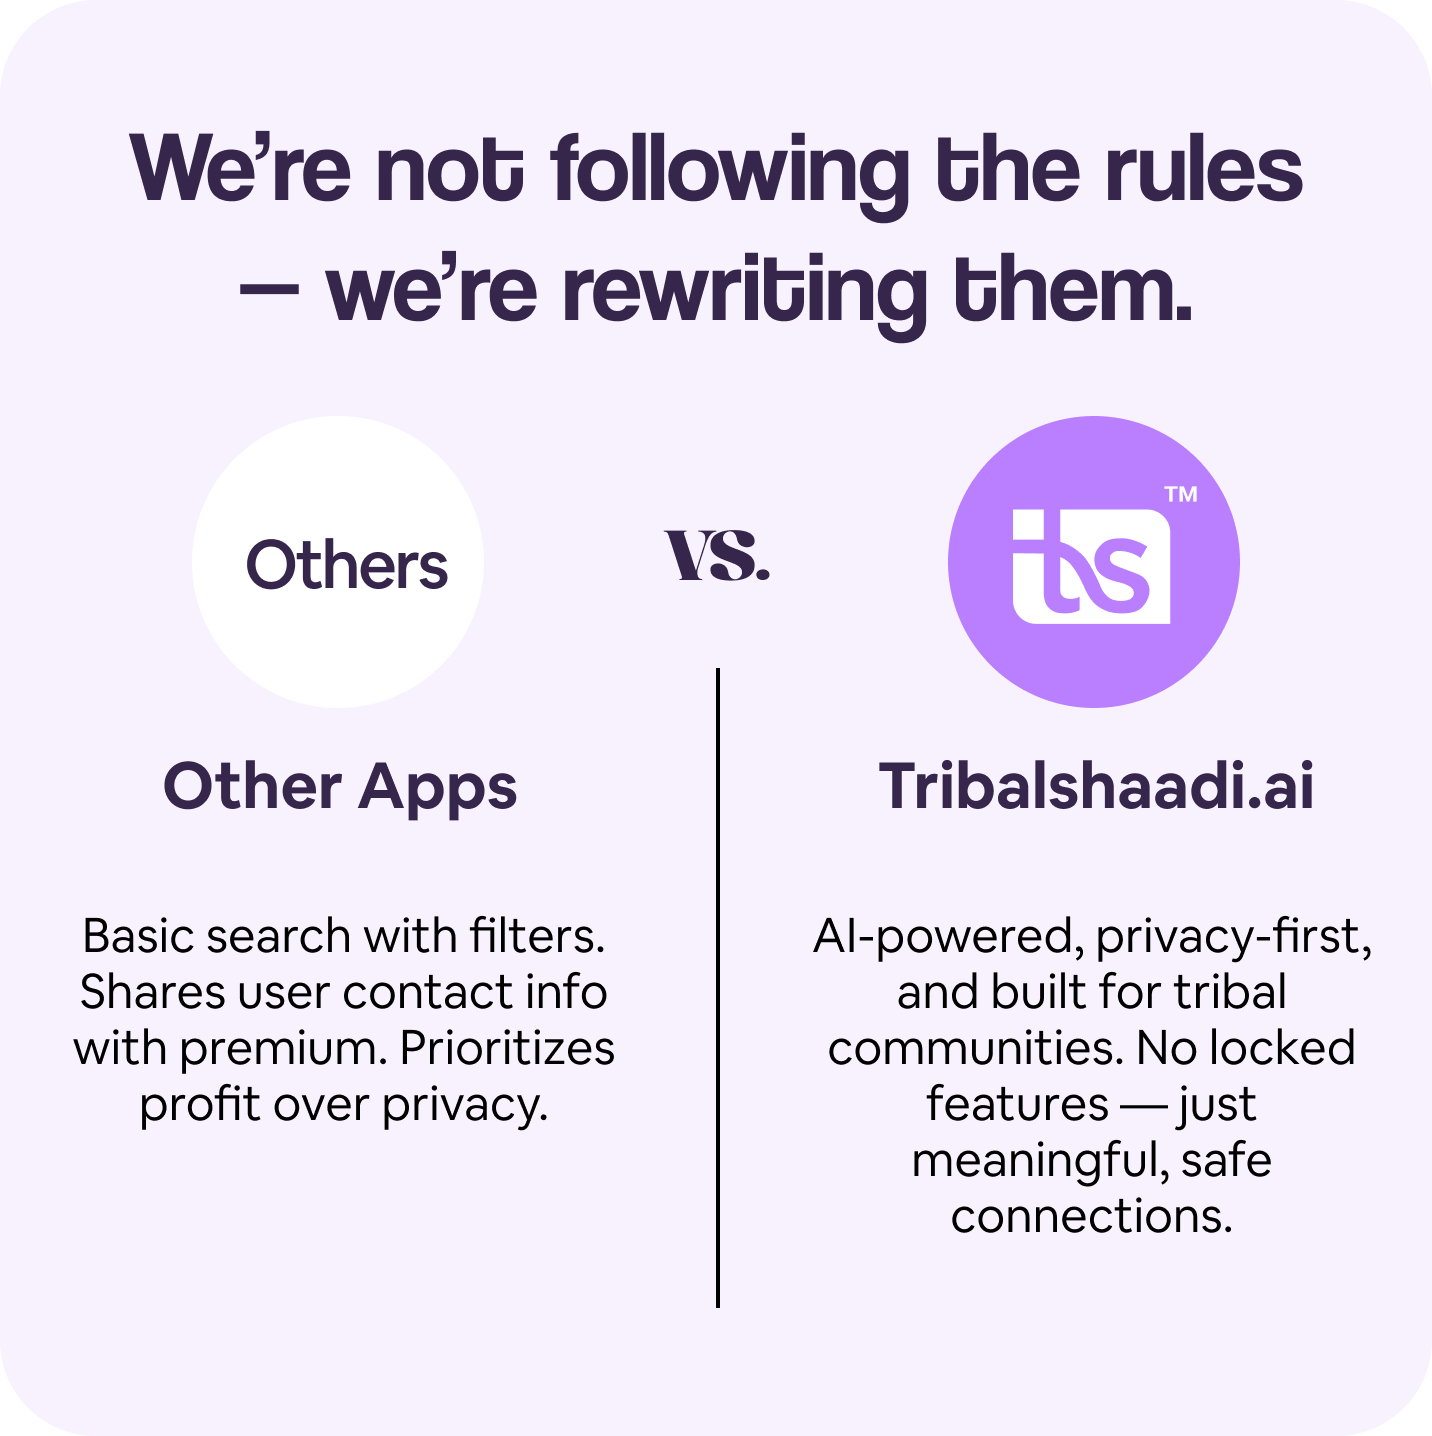 We’re not following the rules
— we’re rewriting them.
Others
vs.
ts
TM
Other Apps
Tribalshaadi.ai
Basic search with filters.
Shares user contact info
with premium. Prioritizes
profit over privacy.
AI-powered, privacy-first,
and built for tribal
communities. No locked
features — just
meaningful, safe
connections.